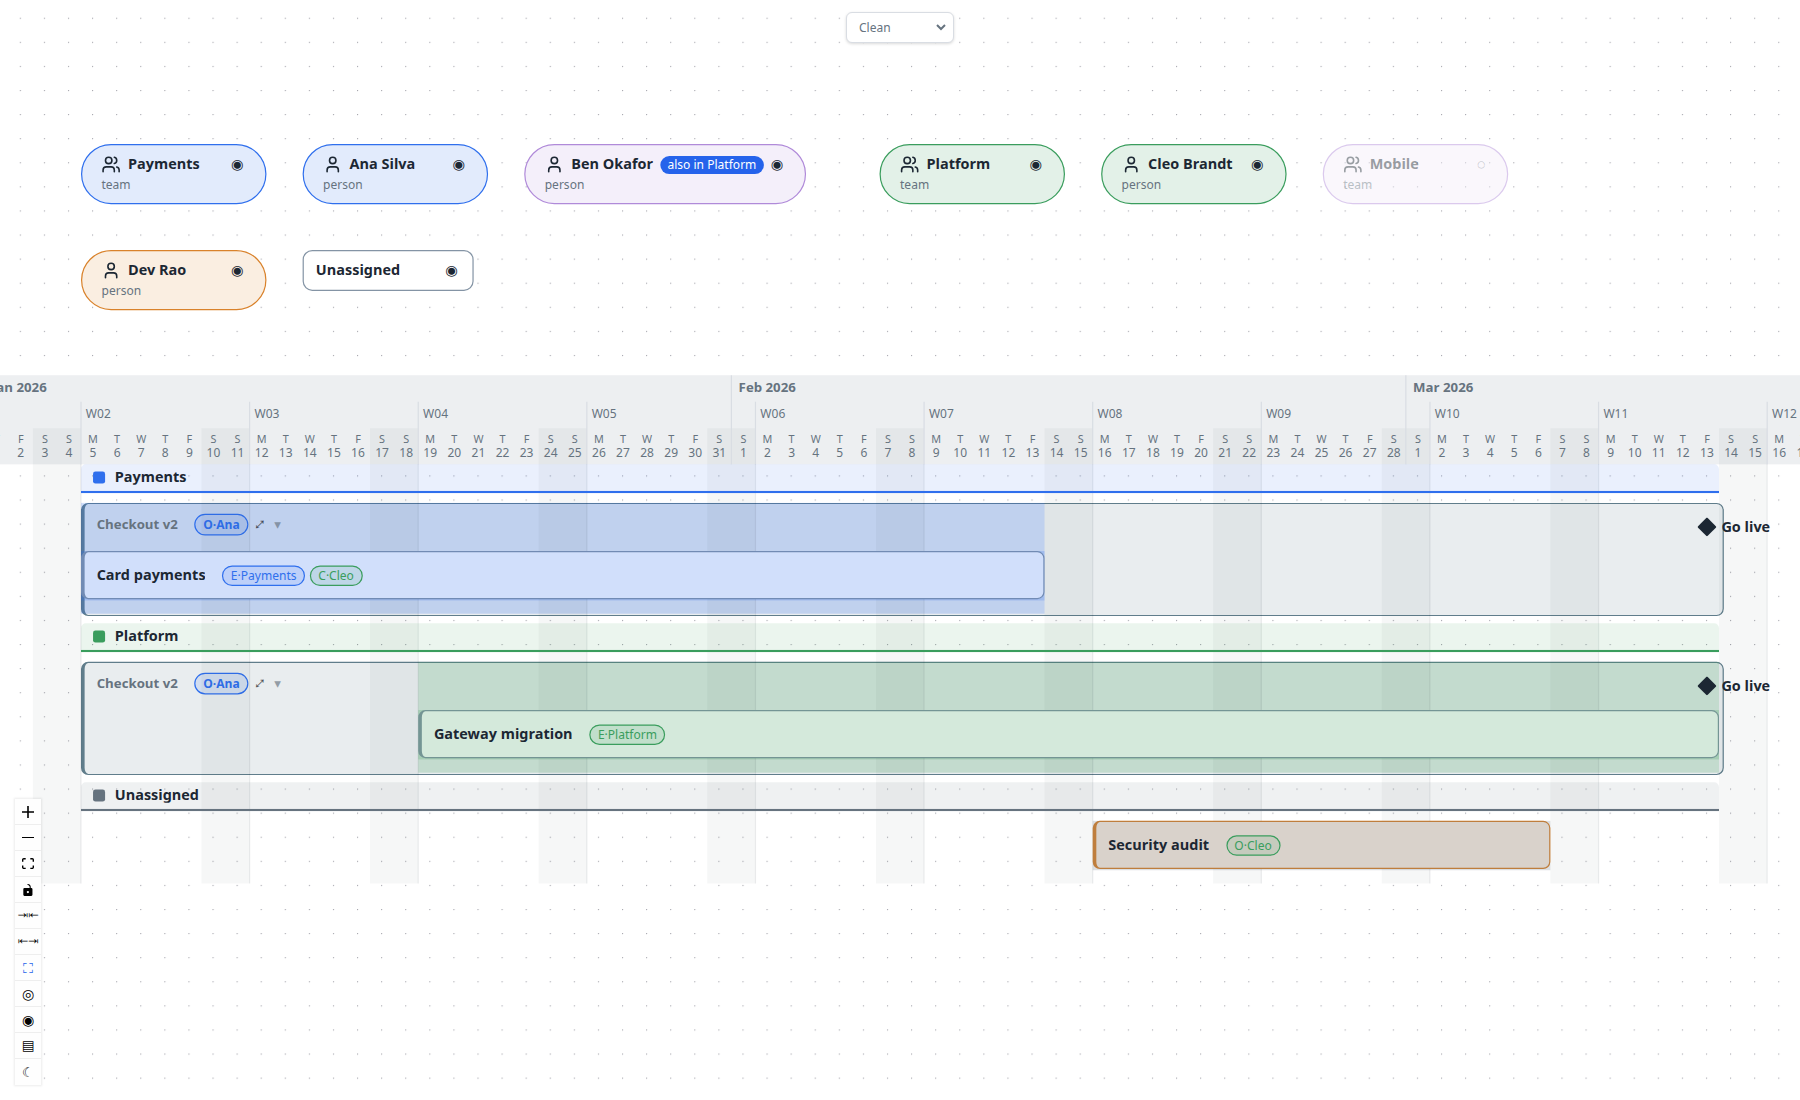 Clean
Payments
team
Ana Silva
person
Ben Okafor also in Platform
person
Platform
team
Cleo Brandt
person
Mobile
team
Dev Rao
person
Unassigned
an 2026 Feb 2026 Mar 2026
W02 W03 W04 W05 W06 W07 W08 W09 W10 W11 W12
F S S M T W T F S S M T W T F S S M T W T F S S M T W T F S S M T W T F S S M T W T F S S M T W T F S S M T W T F S S M T W T F S S M T W T F S S M
2 3 4 5 6 7 8 9 10 11 12 13 14 15 16 17 18 19 20 21 22 23 24 25 26 27 28 29 30 31 1 2 3 4 5 6 7 8 9 10 11 12 13 14 15 16 17 18 19 20 21 22 23 24 25 26 27 28 1 2 3 4 5 6 7 8 9 10 11 12 13 14 15 16
Payments
Checkout v2 O·Ana Go live
Card payments E·Payments C·Cleo
Platform
Checkout v2 O·Ana Go live
Gateway migration E·Platform
Unassigned
Security audit O·Cleo